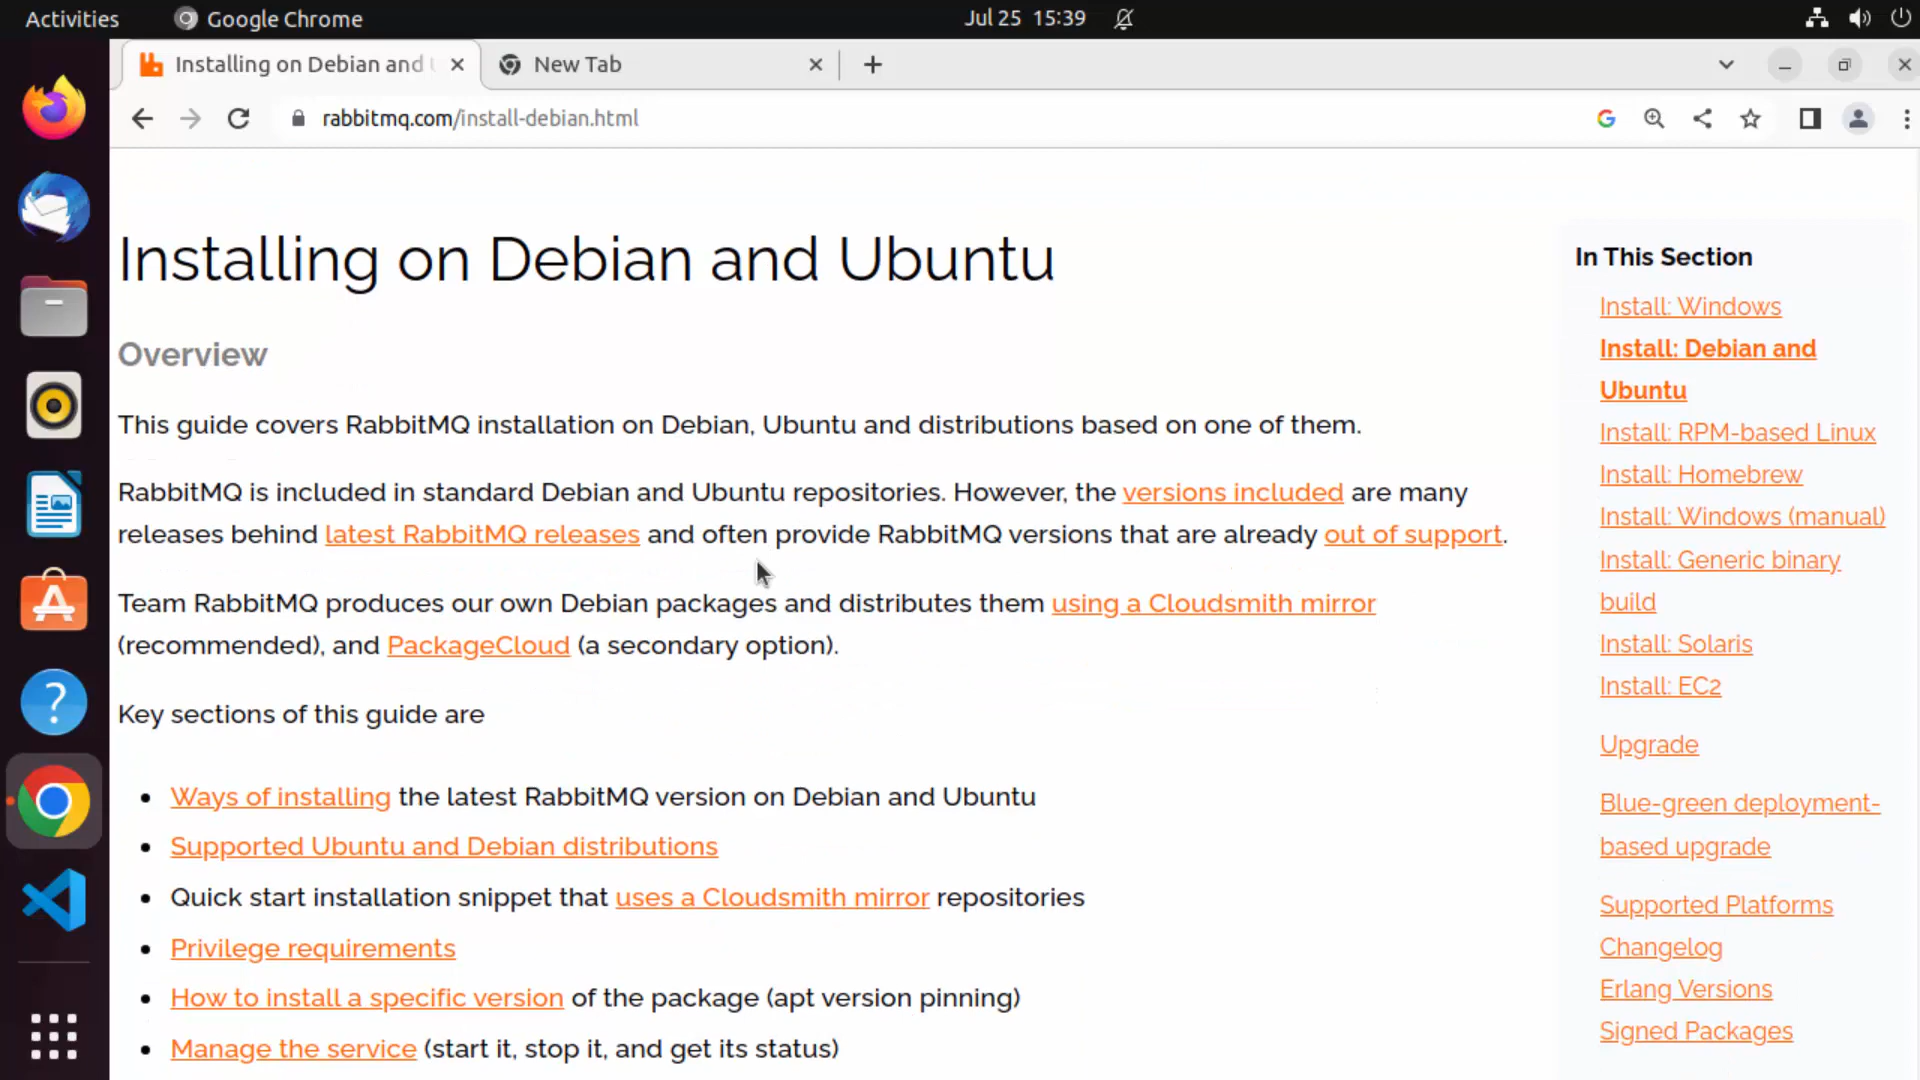 Activities
Google Chrome
Jul 25 15:39
Installing on Debian and U
New Tab
rabbitmq.com/install-debian.html
Installing on Debian and Ubuntu
Overview
This guide covers RabbitMQ installation on Debian, Ubuntu and distributions based on one of them.
RabbitMQ is included in standard Debian and Ubuntu repositories. However, the versions included are many
releases behind latest RabbitMQ releases and often provide RabbitMQ versions that are already out of support.
Team RabbitMQ produces our own Debian packages and distributes them using a Cloudsmith mirror
(recommended), and PackageCloud (a secondary option).
Key sections of this guide are
Ways of installing the latest RabbitMQ version on Debian and Ubuntu
Supported Ubuntu and Debian distributions
Quick start installation snippet that uses a Cloudsmith mirror repositories
Privilege requirements
How to install a specific version of the package (apt version pinning)
Manage the service (start it, stop it, and get its status)
In This Section
Install: Windows
Install: Debian and
Ubuntu
Install: RPM-based Linux
Install: Homebrew
Install: Windows (manual)
Install: Generic binary
build
Install: Solaris
Install: EC2
Upgrade
Blue-green deployment-
based upgrade
Supported Platforms
Changelog
Erlang Versions
Signed Packages